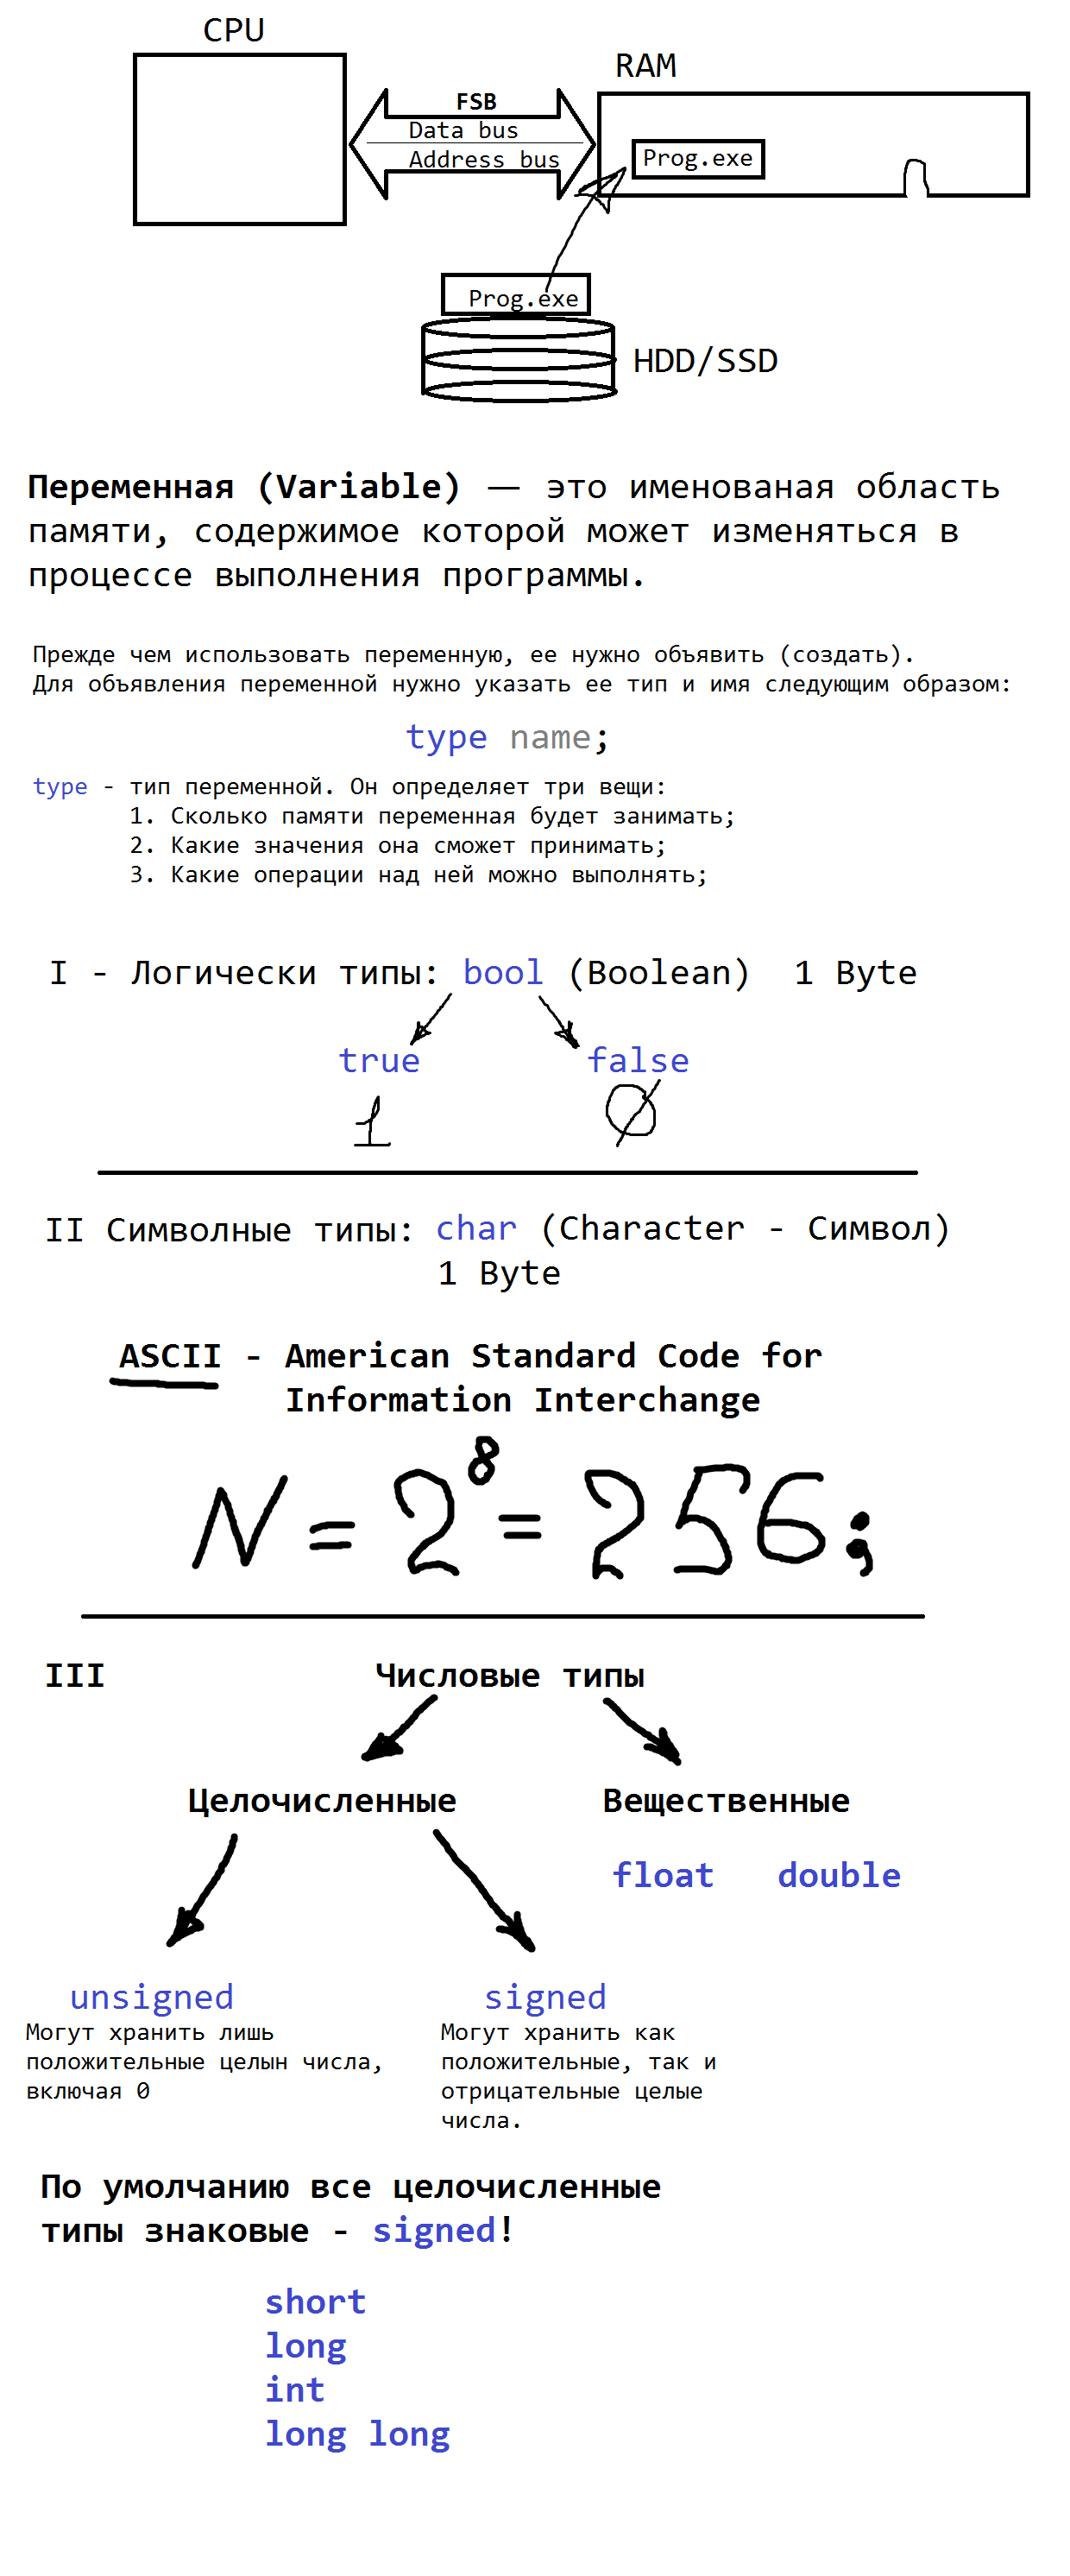 CPU
RAM
FSB
Data bus
Address bus
Prog.exe
Prog.exe
HDD/SSD
Переменная (Variable) — это именованая область
памяти, содержимое которой может изменяться в
процессе выполнения программы.
Прежде чем использовать переменную, ее нужно объявить (создать).
Для объявления переменной нужно указать ее тип и имя следующим образом:
type name;
type - тип переменной. Он определяет три вещи:
1. Сколько памяти переменная будет занимать;
2. Какие значения она сможет принимать;
3. Какие операции над ней можно выполнять;
I - Логически типы: bool (Boolean) 1 Byte
true false
1 0
II Символные типы: char (Character - Символ)
1 Byte
ASCII - American Standard Code for
Information Interchange
N = 2⁸ = 256;
III Числовые типы
Целочисленные Вещественные
float double
unsigned signed
Могут хранить лишь
положительные целын числа,
включая 0
Могут хранить как
положительные, так и
отрицательные целые
числа.
По умолчанию все целочисленные
типы знаковые - signed!
short
long
int
long long